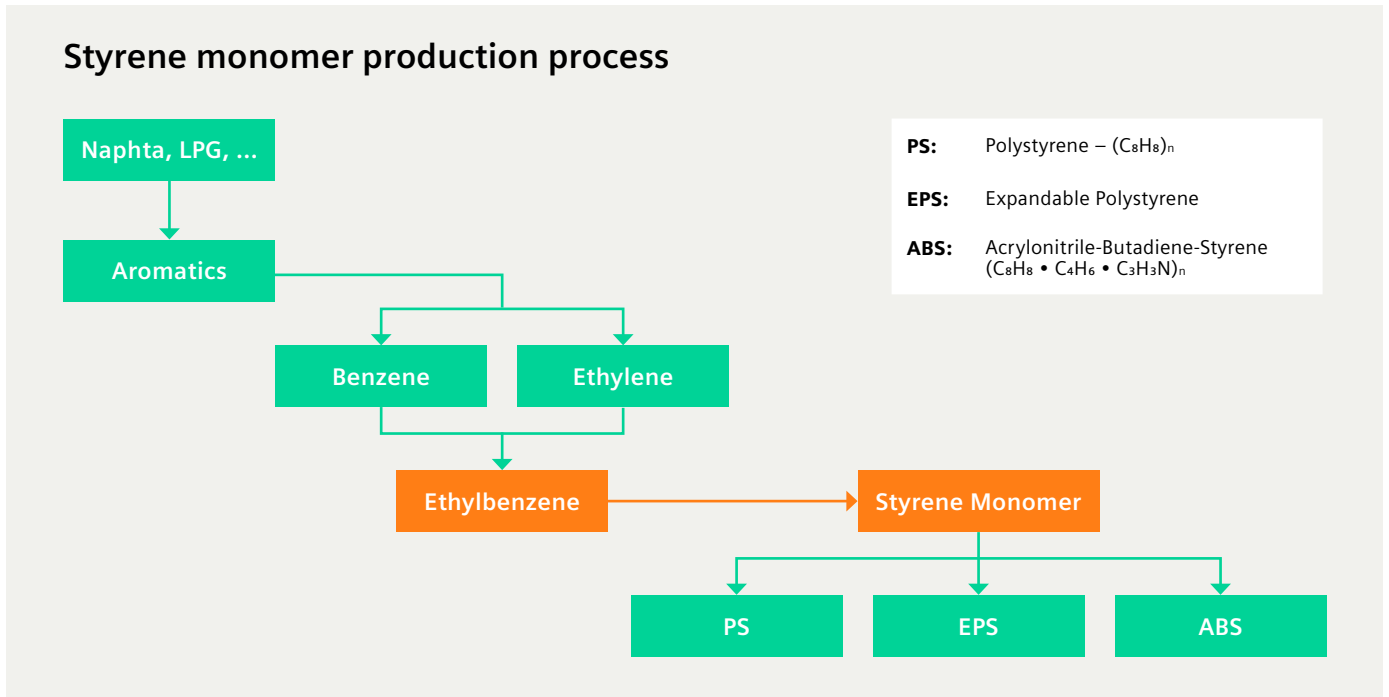 Styrene monomer production process
Naphta, LPG, ...
PS: Polystyrene – (C₈H₈)ₙ
EPS: Expandable Polystyrene
Aromatics
ABS: Acrylonitrile-Butadiene-Styrene
(C₈H₈ • C₄H₆ • C₃H₃N)ₙ
Benzene
Ethylene
Ethylbenzene
Styrene Monomer
PS
EPS
ABS